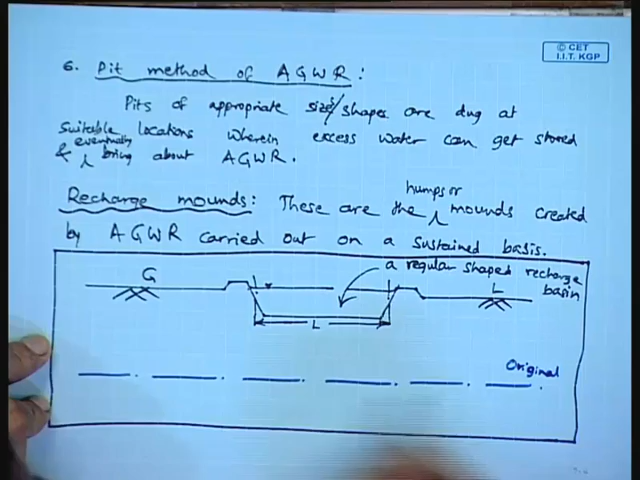 © CET
I.I.T. KGP
6. Pit method of AGWR:
Pits of appropriate sizes/shapes are dug at
suitable locations wherein excess water can get stored
& eventually bring about AGWR.
Recharge mounds: These are the humps or mounds created
by AGWR carried out on a sustained basis.
a regular shaped recharge
basin
G
L
L
Original